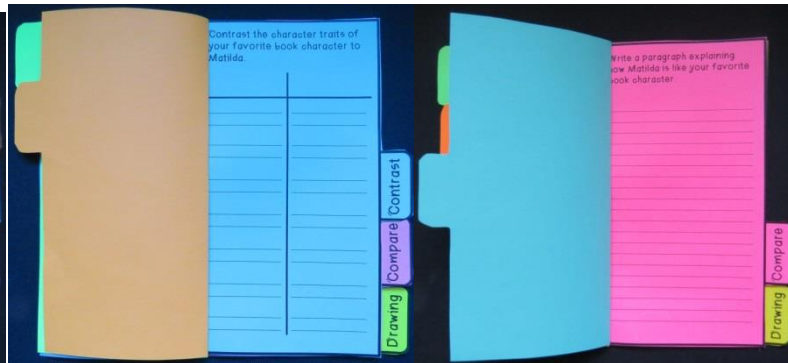 Contrast the character traits of
your favorite book character to
Matilda.
Contrast
Compare
Drawing
Write a paragraph explaining
how Matilda is like your favorite
book character.
Compare
Drawing